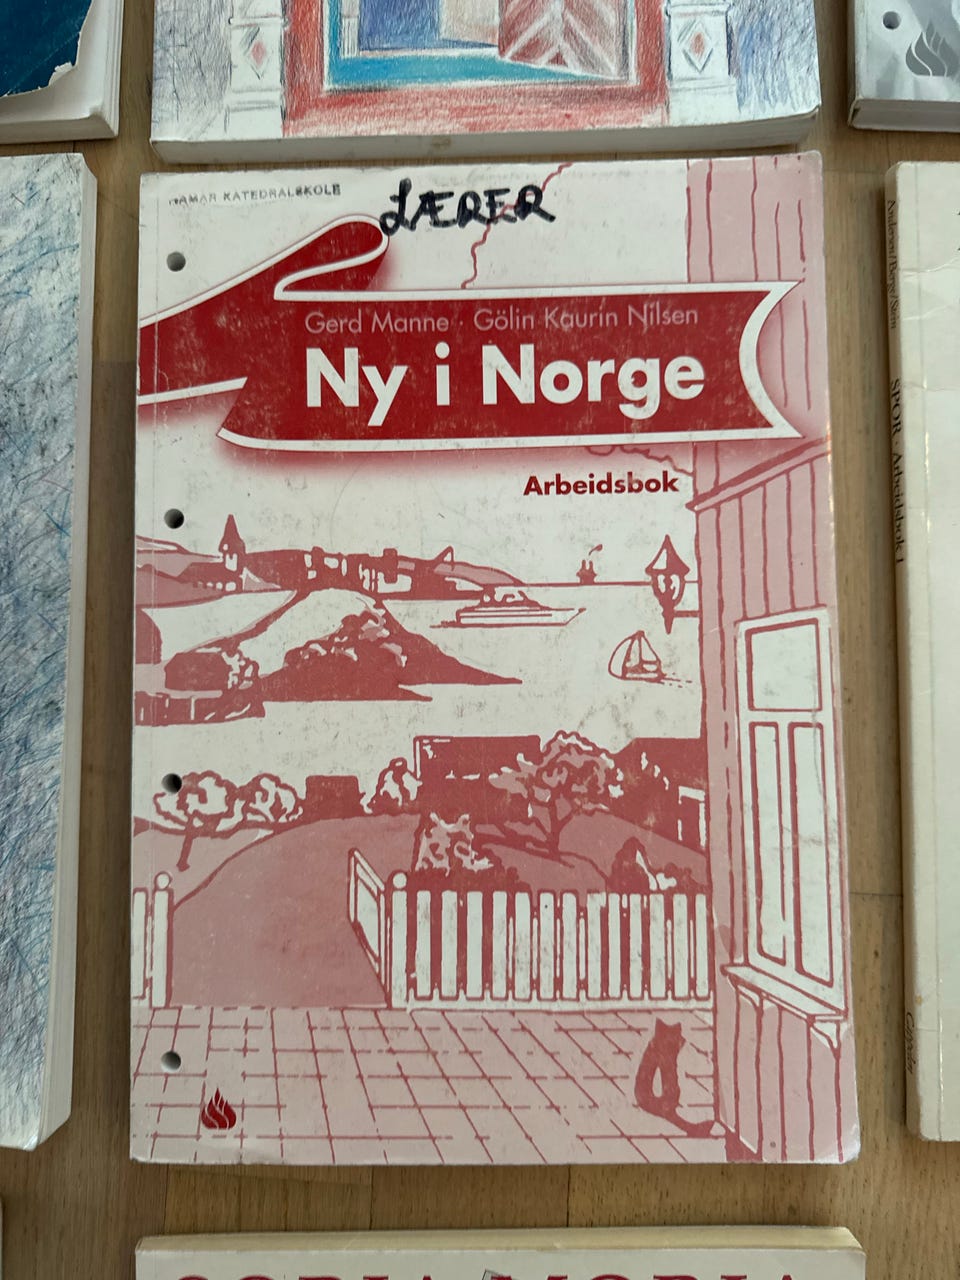 HAMAR KATEDRALSKOLE
LÆRER
Gerd Manne · Gölin Kaurin Nilsen
Ny i Norge
Arbeidsbok
SPOR · Arbeidsbok 1